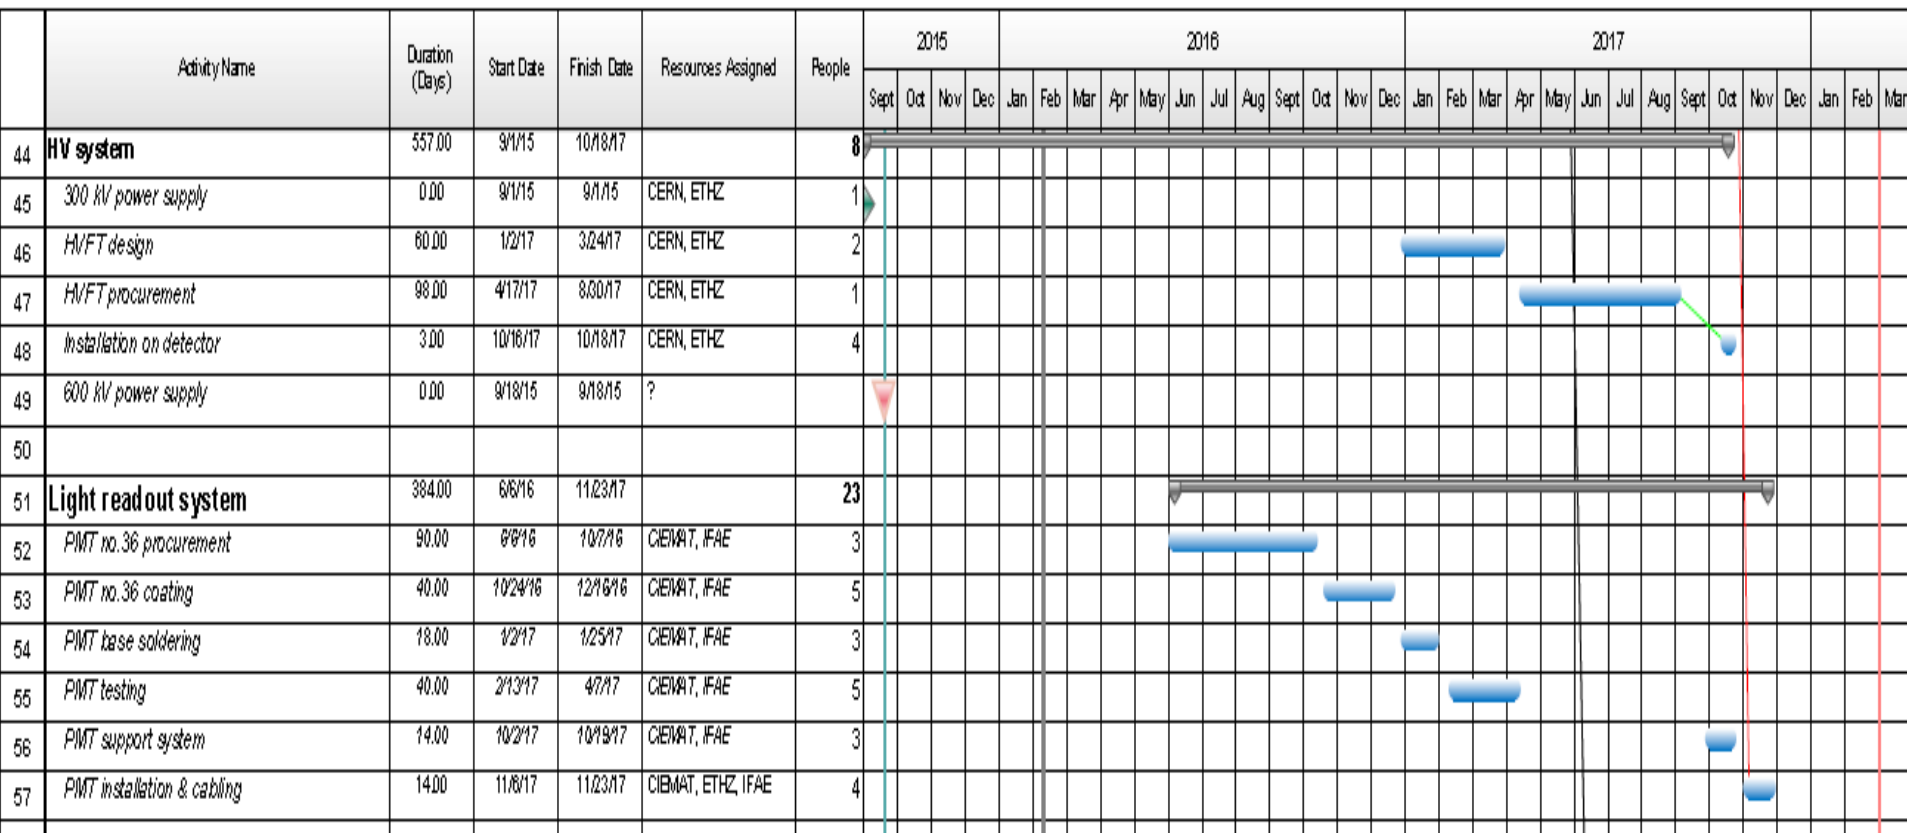 Activity Name Duration (Days) Start Date Finish Date Resources Assigned People 2015 2016 2017
Sept Oct Nov Dec Jan Feb Mar Apr May Jun Jul Aug Sept Oct Nov Dec Jan Feb Mar Apr May Jun Jul Aug Sept Oct Nov Dec Jan Feb Mar
44 HV system 557.00 9/1/15 10/18/17 8
45 300 kV power supply 0.00 9/1/15 9/1/15 CERN, ETHZ 1
46 HVFT design 60.00 1/2/17 3/24/17 CERN, ETHZ 2
47 HVFT procurement 98.00 4/17/17 8/30/17 CERN, ETHZ 1
48 Installation on detector 3.00 10/16/17 10/18/17 CERN, ETHZ 4
49 600 kV power supply 0.00 9/18/15 9/18/15 ?
50
51 Light readout system 384.00 6/6/16 11/23/17 23
52 PMT no.36 procurement 90.00 6/6/16 10/7/16 CIEMAT, IFAE 3
53 PMT no.36 coating 40.00 10/24/16 12/16/16 CIEMAT, IFAE 5
54 PMT base soldering 18.00 1/2/17 1/25/17 CIEMAT, IFAE 3
55 PMT testing 40.00 2/13/17 4/7/17 CIEMAT, IFAE 5
56 PMT support system 14.00 10/2/17 10/19/17 CIEMAT, IFAE 3
57 PMT installation & cabling 14.00 11/6/17 11/23/17 CIEMAT, ETHZ, IFAE 4